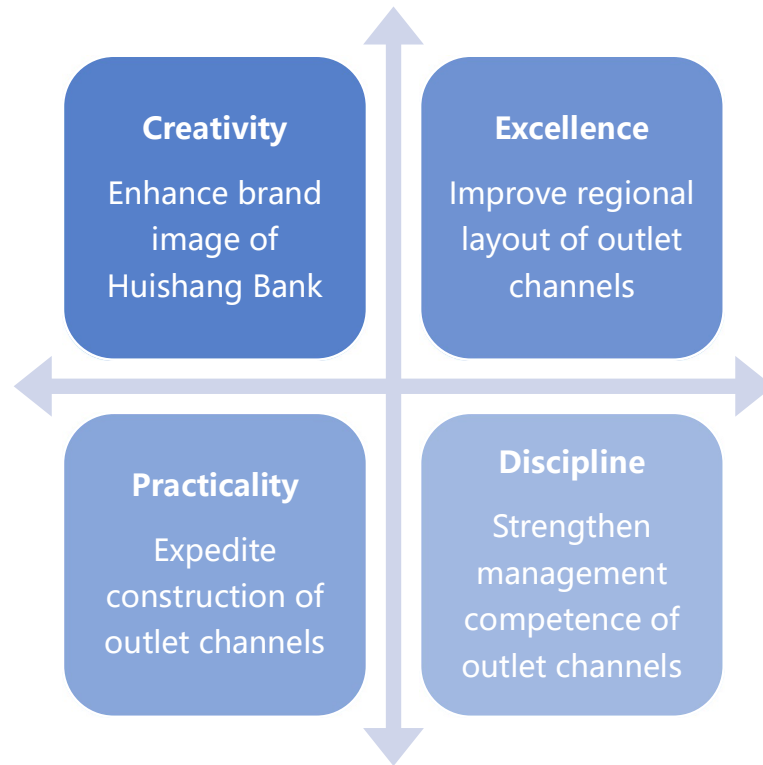 Creativity
Enhance brand
image of
Huishang Bank
Excellence
Improve regional
layout of outlet
channels
Practicality
Expedite
construction of
outlet channels
Discipline
Strengthen
management
competence of
outlet channels